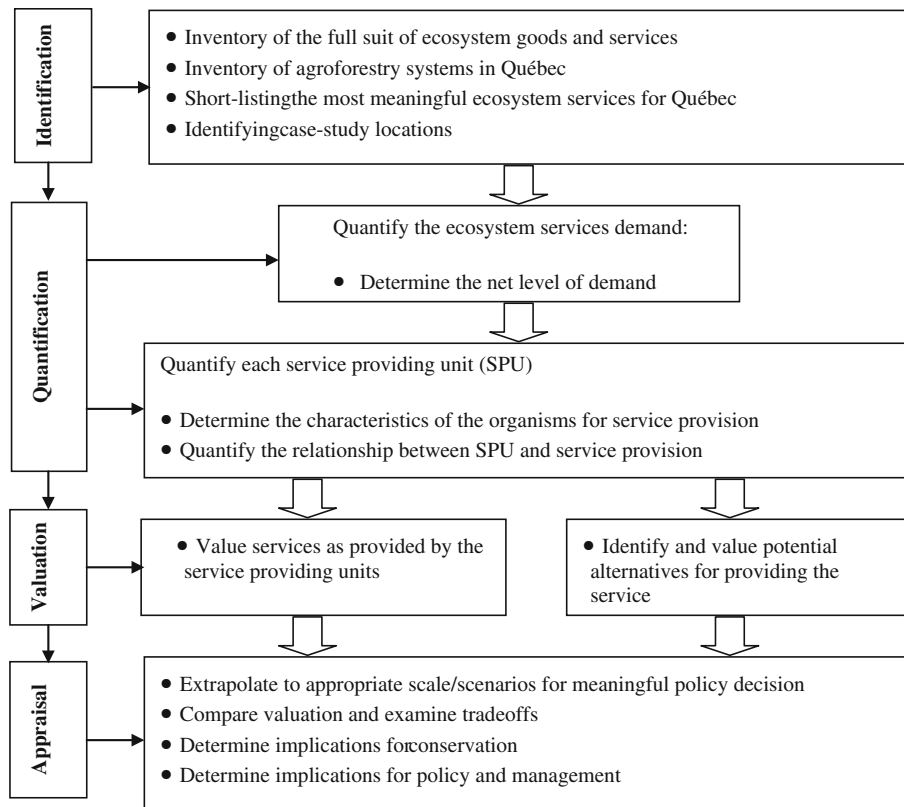 Identification
• Inventory of the full suit of ecosystem goods and services
• Inventory of agroforestry systems in Québec
• Short-listingthe most meaningful ecosystem services for Québec
• Identifyingcase-study locations
Quantification
Quantify the ecosystem services demand:
• Determine the net level of demand
Quantify each service providing unit (SPU)
• Determine the characteristics of the organisms for service provision
• Quantify the relationship between SPU and service provision
Valuation
• Value services as provided by the
service providing units
• Identify and value potential
alternatives for providing the
service
Appraisal
• Extrapolate to appropriate scale/scenarios for meaningful policy decision
• Compare valuation and examine tradeoffs
• Determine implications forconservation
• Determine implications for policy and management